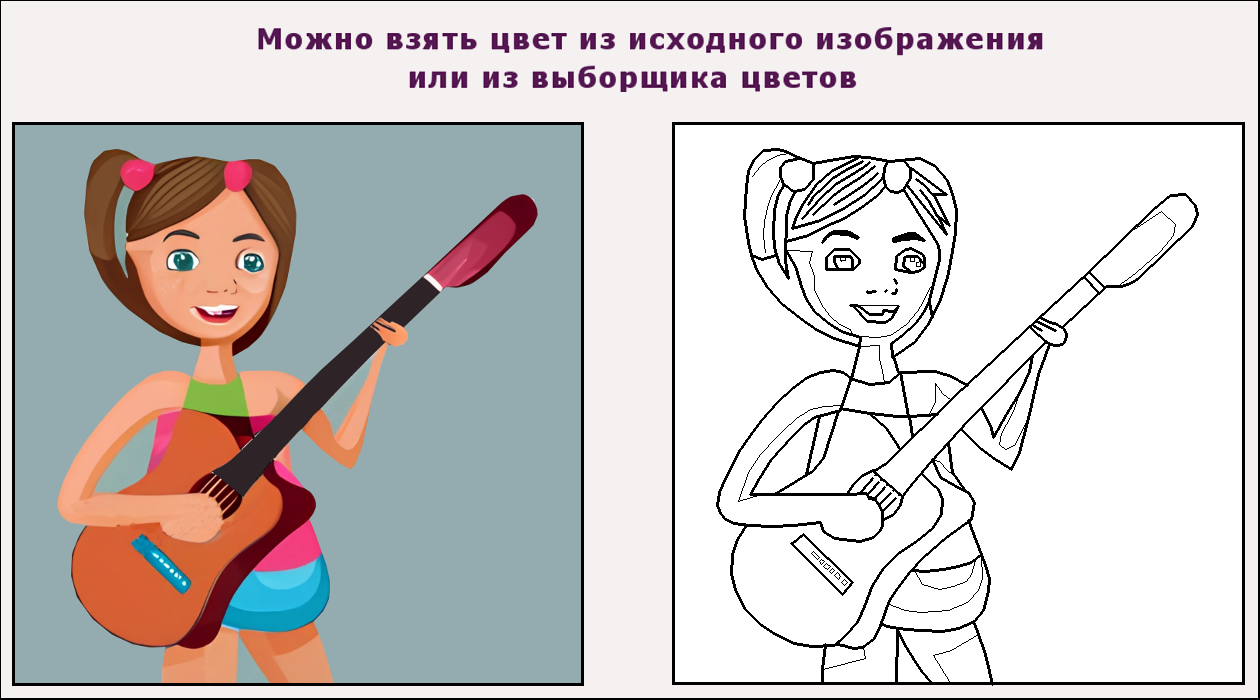 Можно взять цвет из исходного изображения
или из выборщика цветов